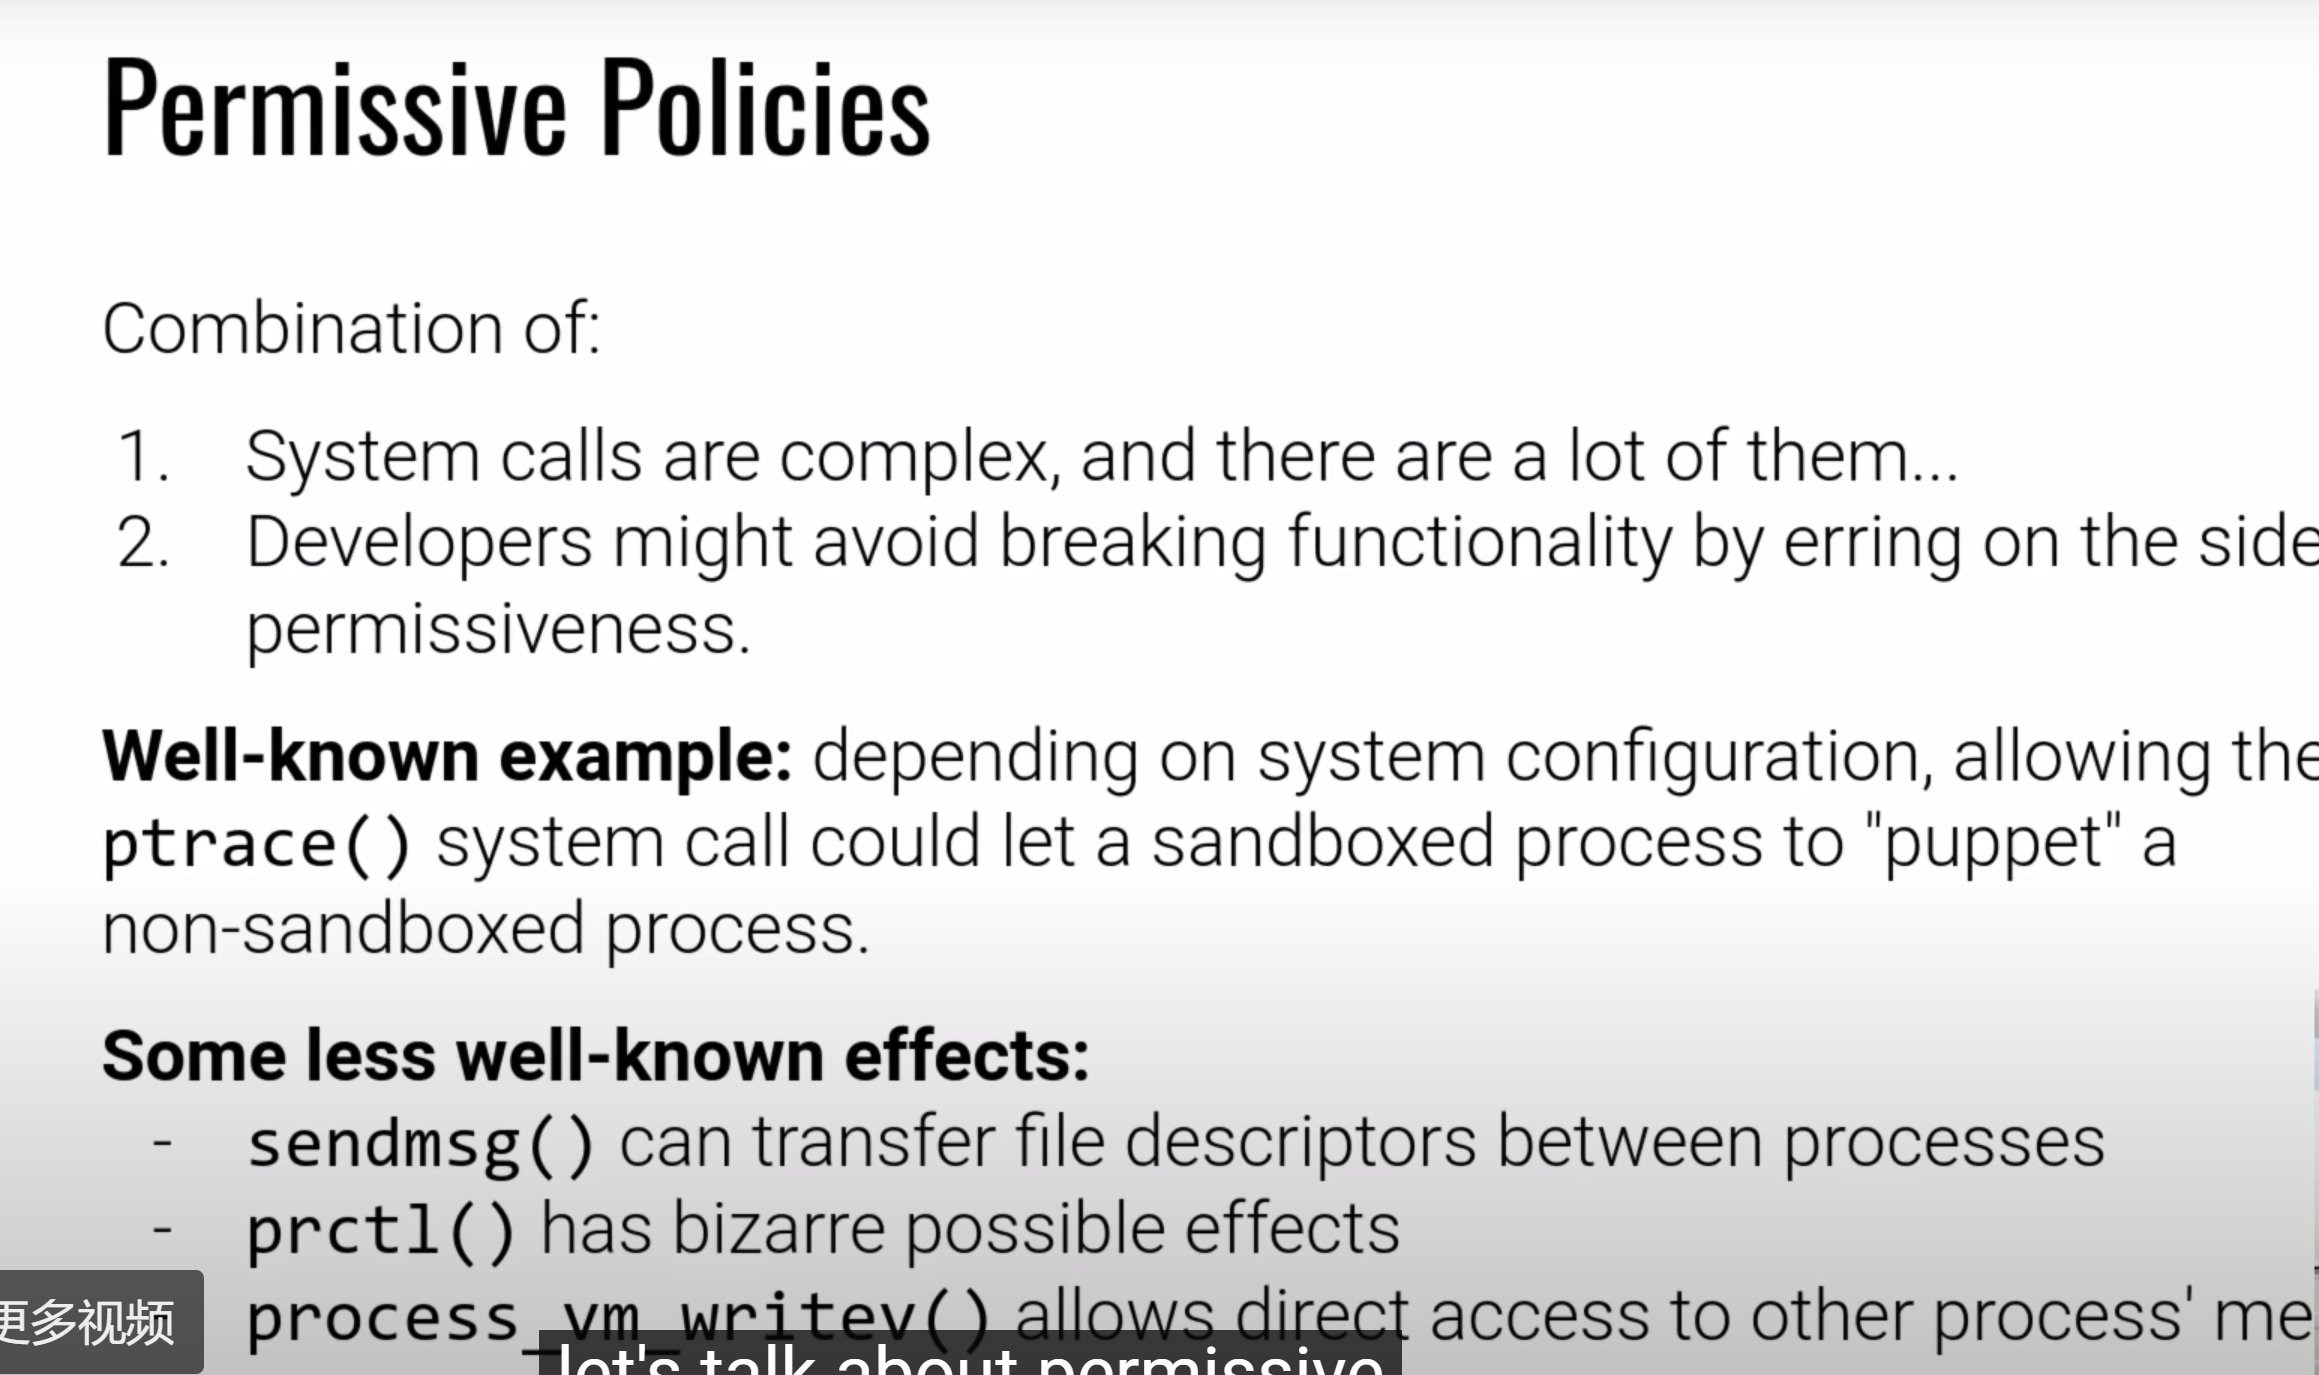 Permissive Policies
Combination of:
1. System calls are complex, and there are a lot of them...
2. Developers might avoid breaking functionality by erring on the side
permissiveness.
Well-known example: depending on system configuration, allowing the
ptrace() system call could let a sandboxed process to "puppet" a
non-sandboxed process.
Some less well-known effects:
- sendmsg() can transfer file descriptors between processes
- prctl() has bizarre possible effects
process_vm_writev() allows direct access to other process' me
更多视频
let's talk about permissive